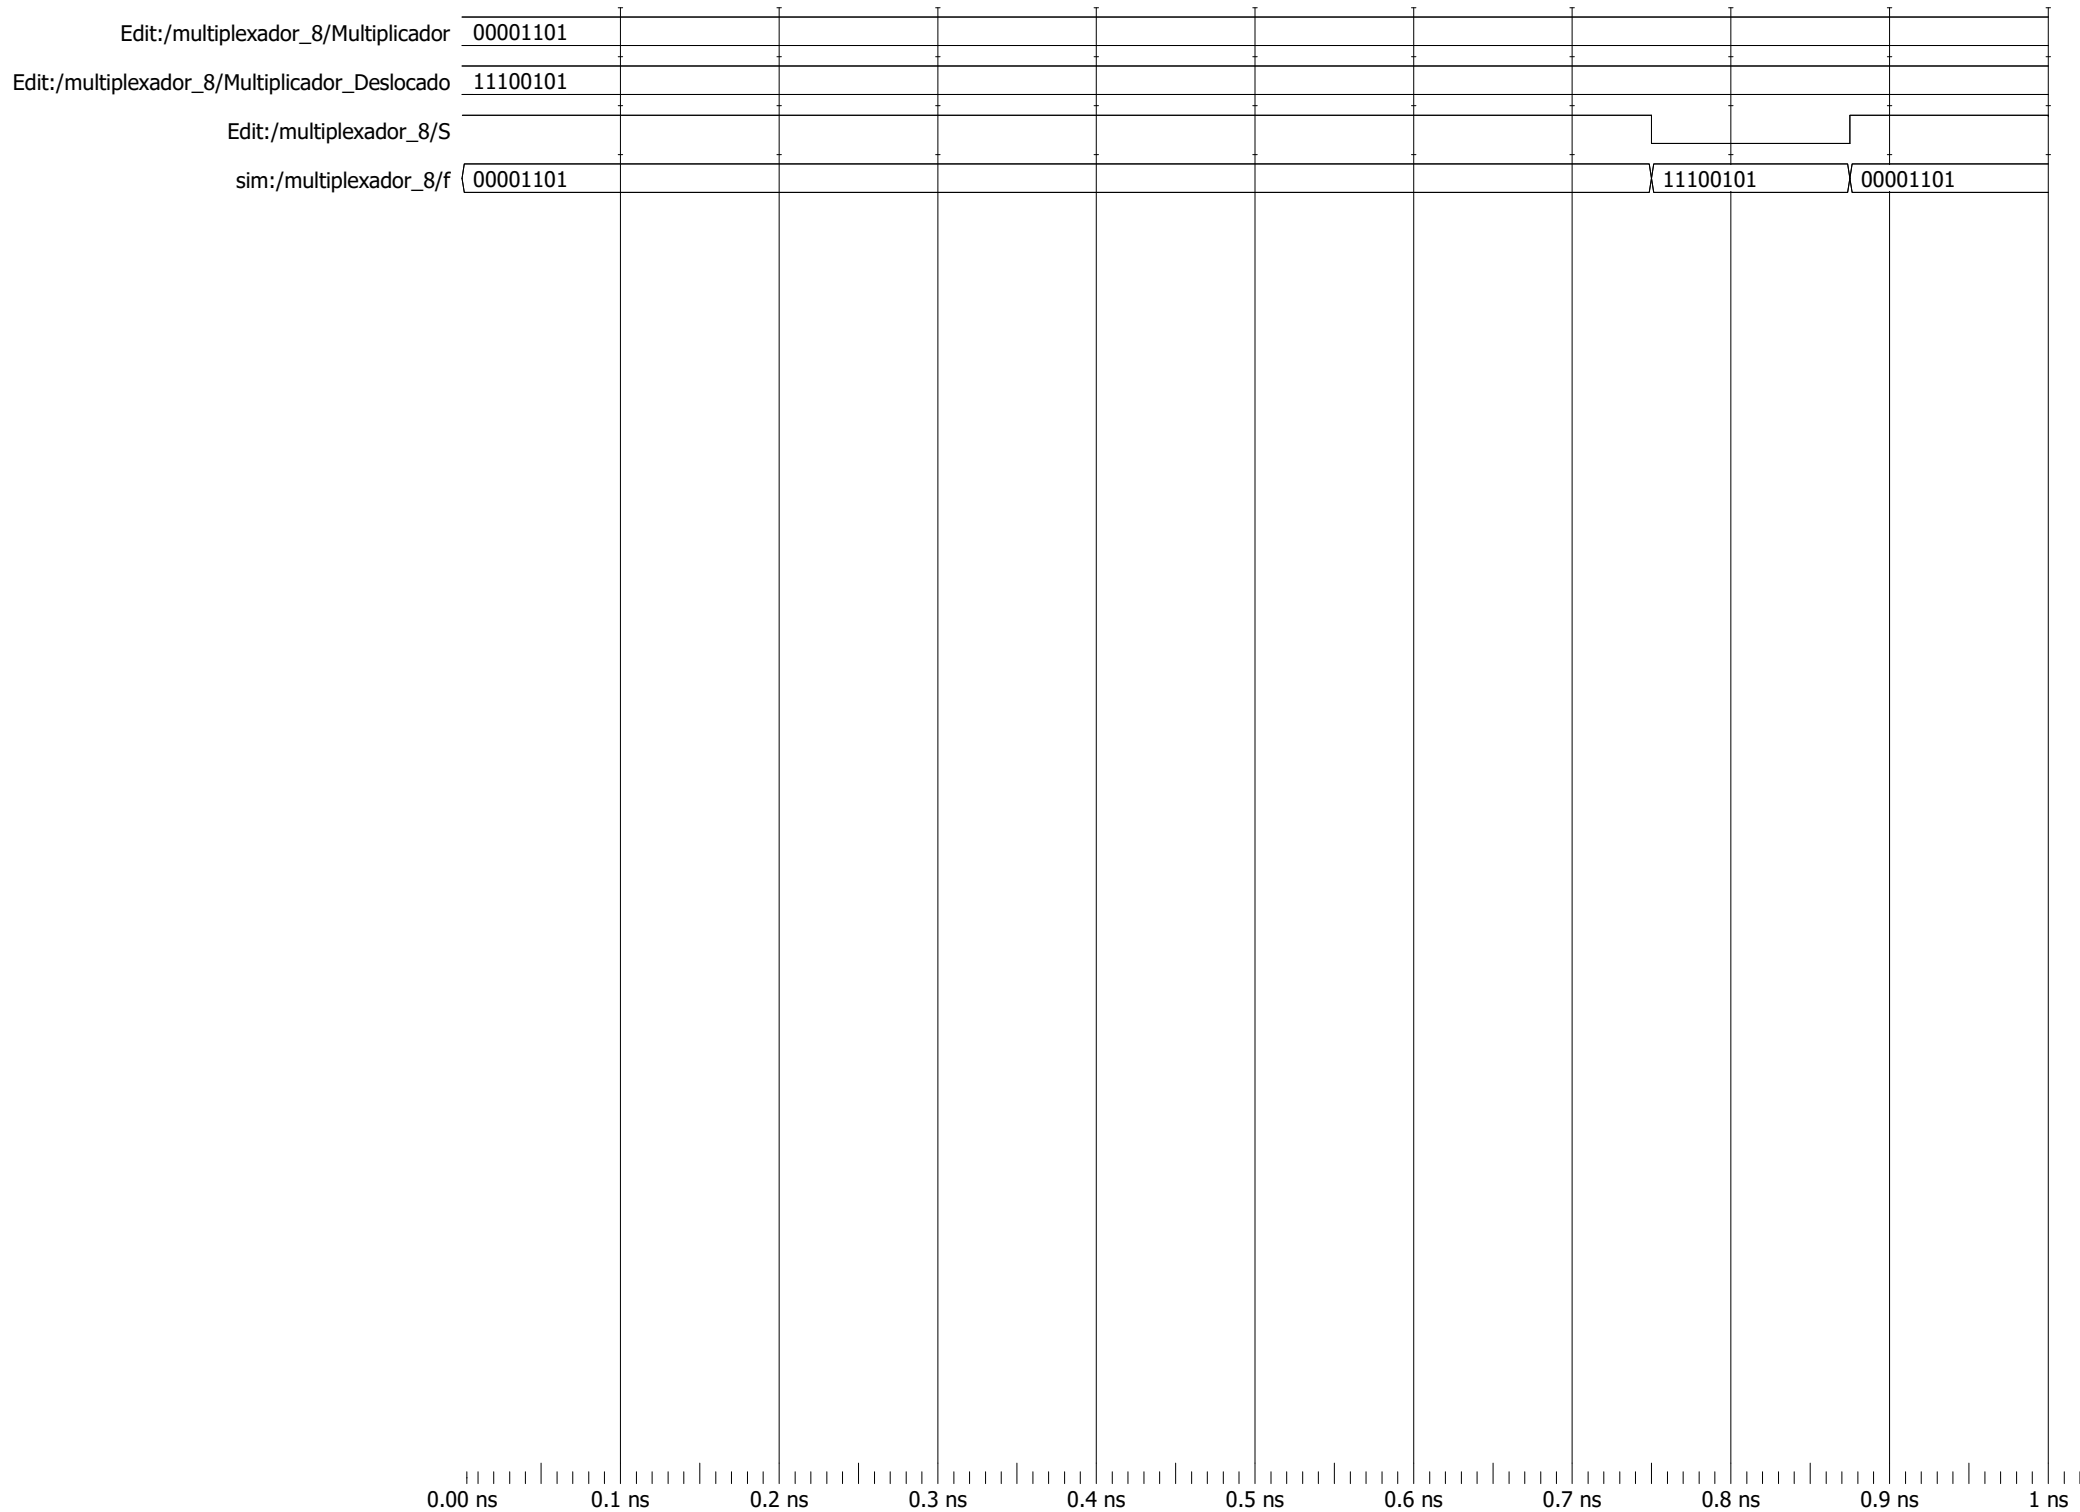 Edit:/multiplexador_8/Multiplicador 00001101
Edit:/multiplexador_8/Multiplicador_Deslocado 11100101
Edit:/multiplexador_8/S
sim:/multiplexador_8/f 00001101 11100101 00001101
0.00 ns 0.1 ns 0.2 ns 0.3 ns 0.4 ns 0.5 ns 0.6 ns 0.7 ns 0.8 ns 0.9 ns 1 ns